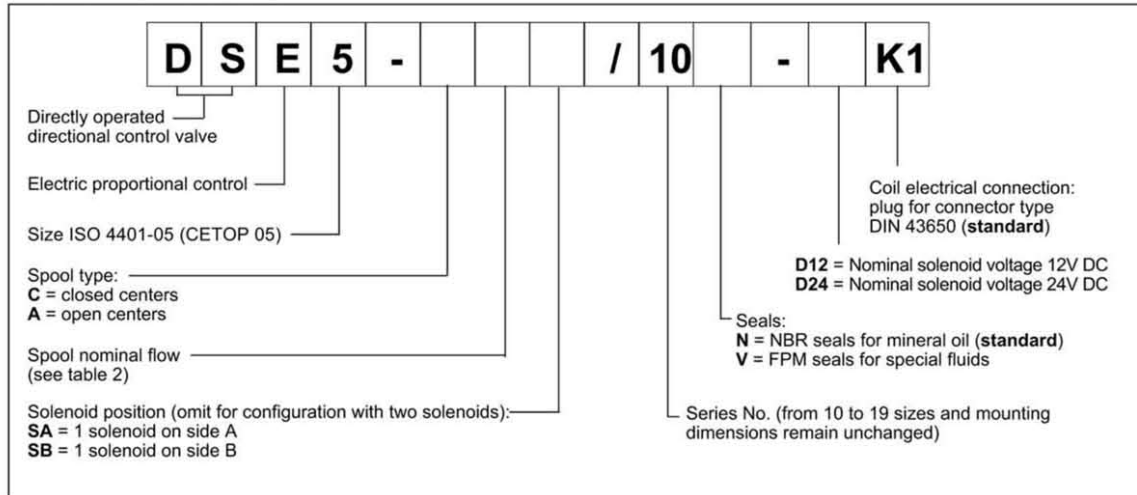 DSE5- /10 - K1
Directly operated
directional control valve
Electric proportional control
Size ISO 4401-05 (CETOP 05)
Spool type:
C = closed centers
A = open centers
Spool nominal flow
(see table 2)
Solenoid position (omit for configuration with two solenoids):
SA = 1 solenoid on side A
SB = 1 solenoid on side B
Coil electrical connection:
plug for connector type
DIN 43650 (standard)
D12 = Nominal solenoid voltage 12V DC
D24 = Nominal solenoid voltage 24V DC
Seals:
N = NBR seals for mineral oil (standard)
V = FPM seals for special fluids
Series No. (from 10 to 19 sizes and mounting
dimensions remain unchanged)